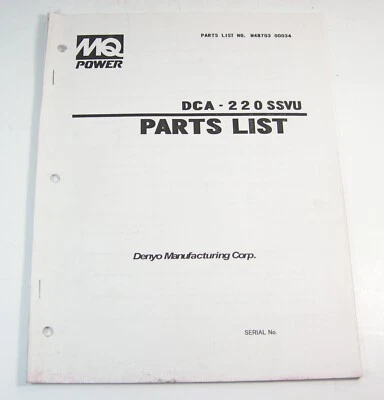 PARTS LIST NO. M48703 00034
MQ
POWER
DCA - 220 SSVU
PARTS LIST
Denyo Manufacturing Corp.
SERIAL No.